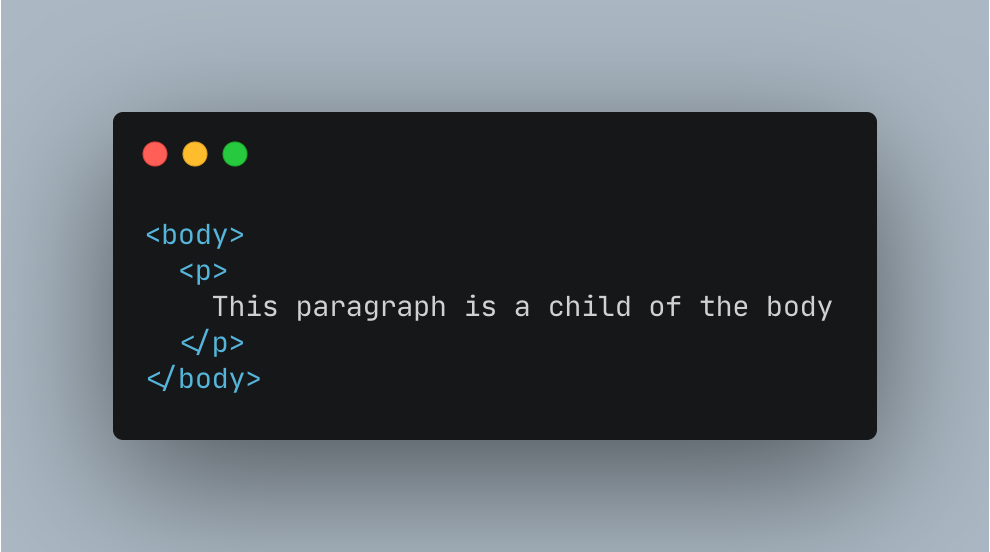 <body>
  <p>
    This paragraph is a child of the body
  </p>
</body>